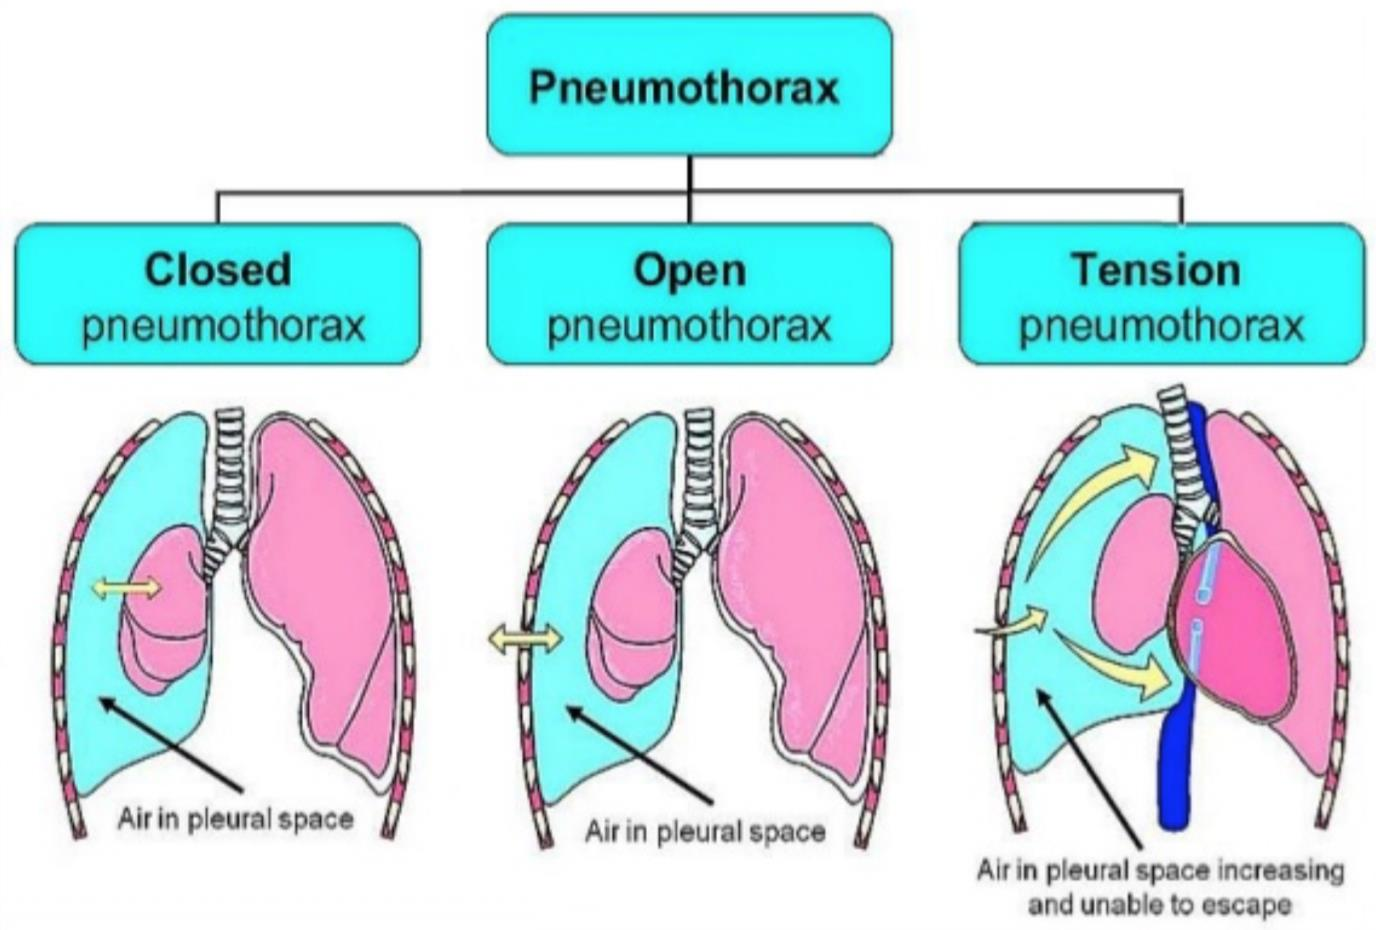 Pneumothorax
Closed
pneumothorax
Open
pneumothorax
Tension
pneumothorax
Air in pleural space
Air in pleural space
Air in pleural space increasing
and unable to escape